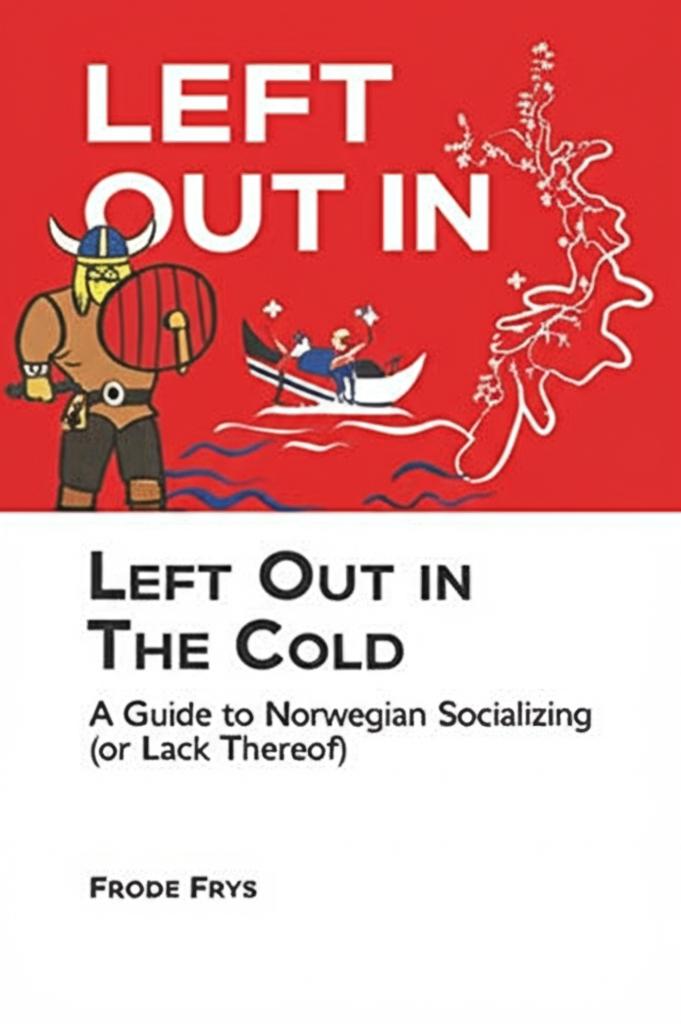 LEFT
OUT IN
LEFT OUT IN
THE COLD
A Guide to Norwegian Socializing
(or Lack Thereof)
FRODE FRYS